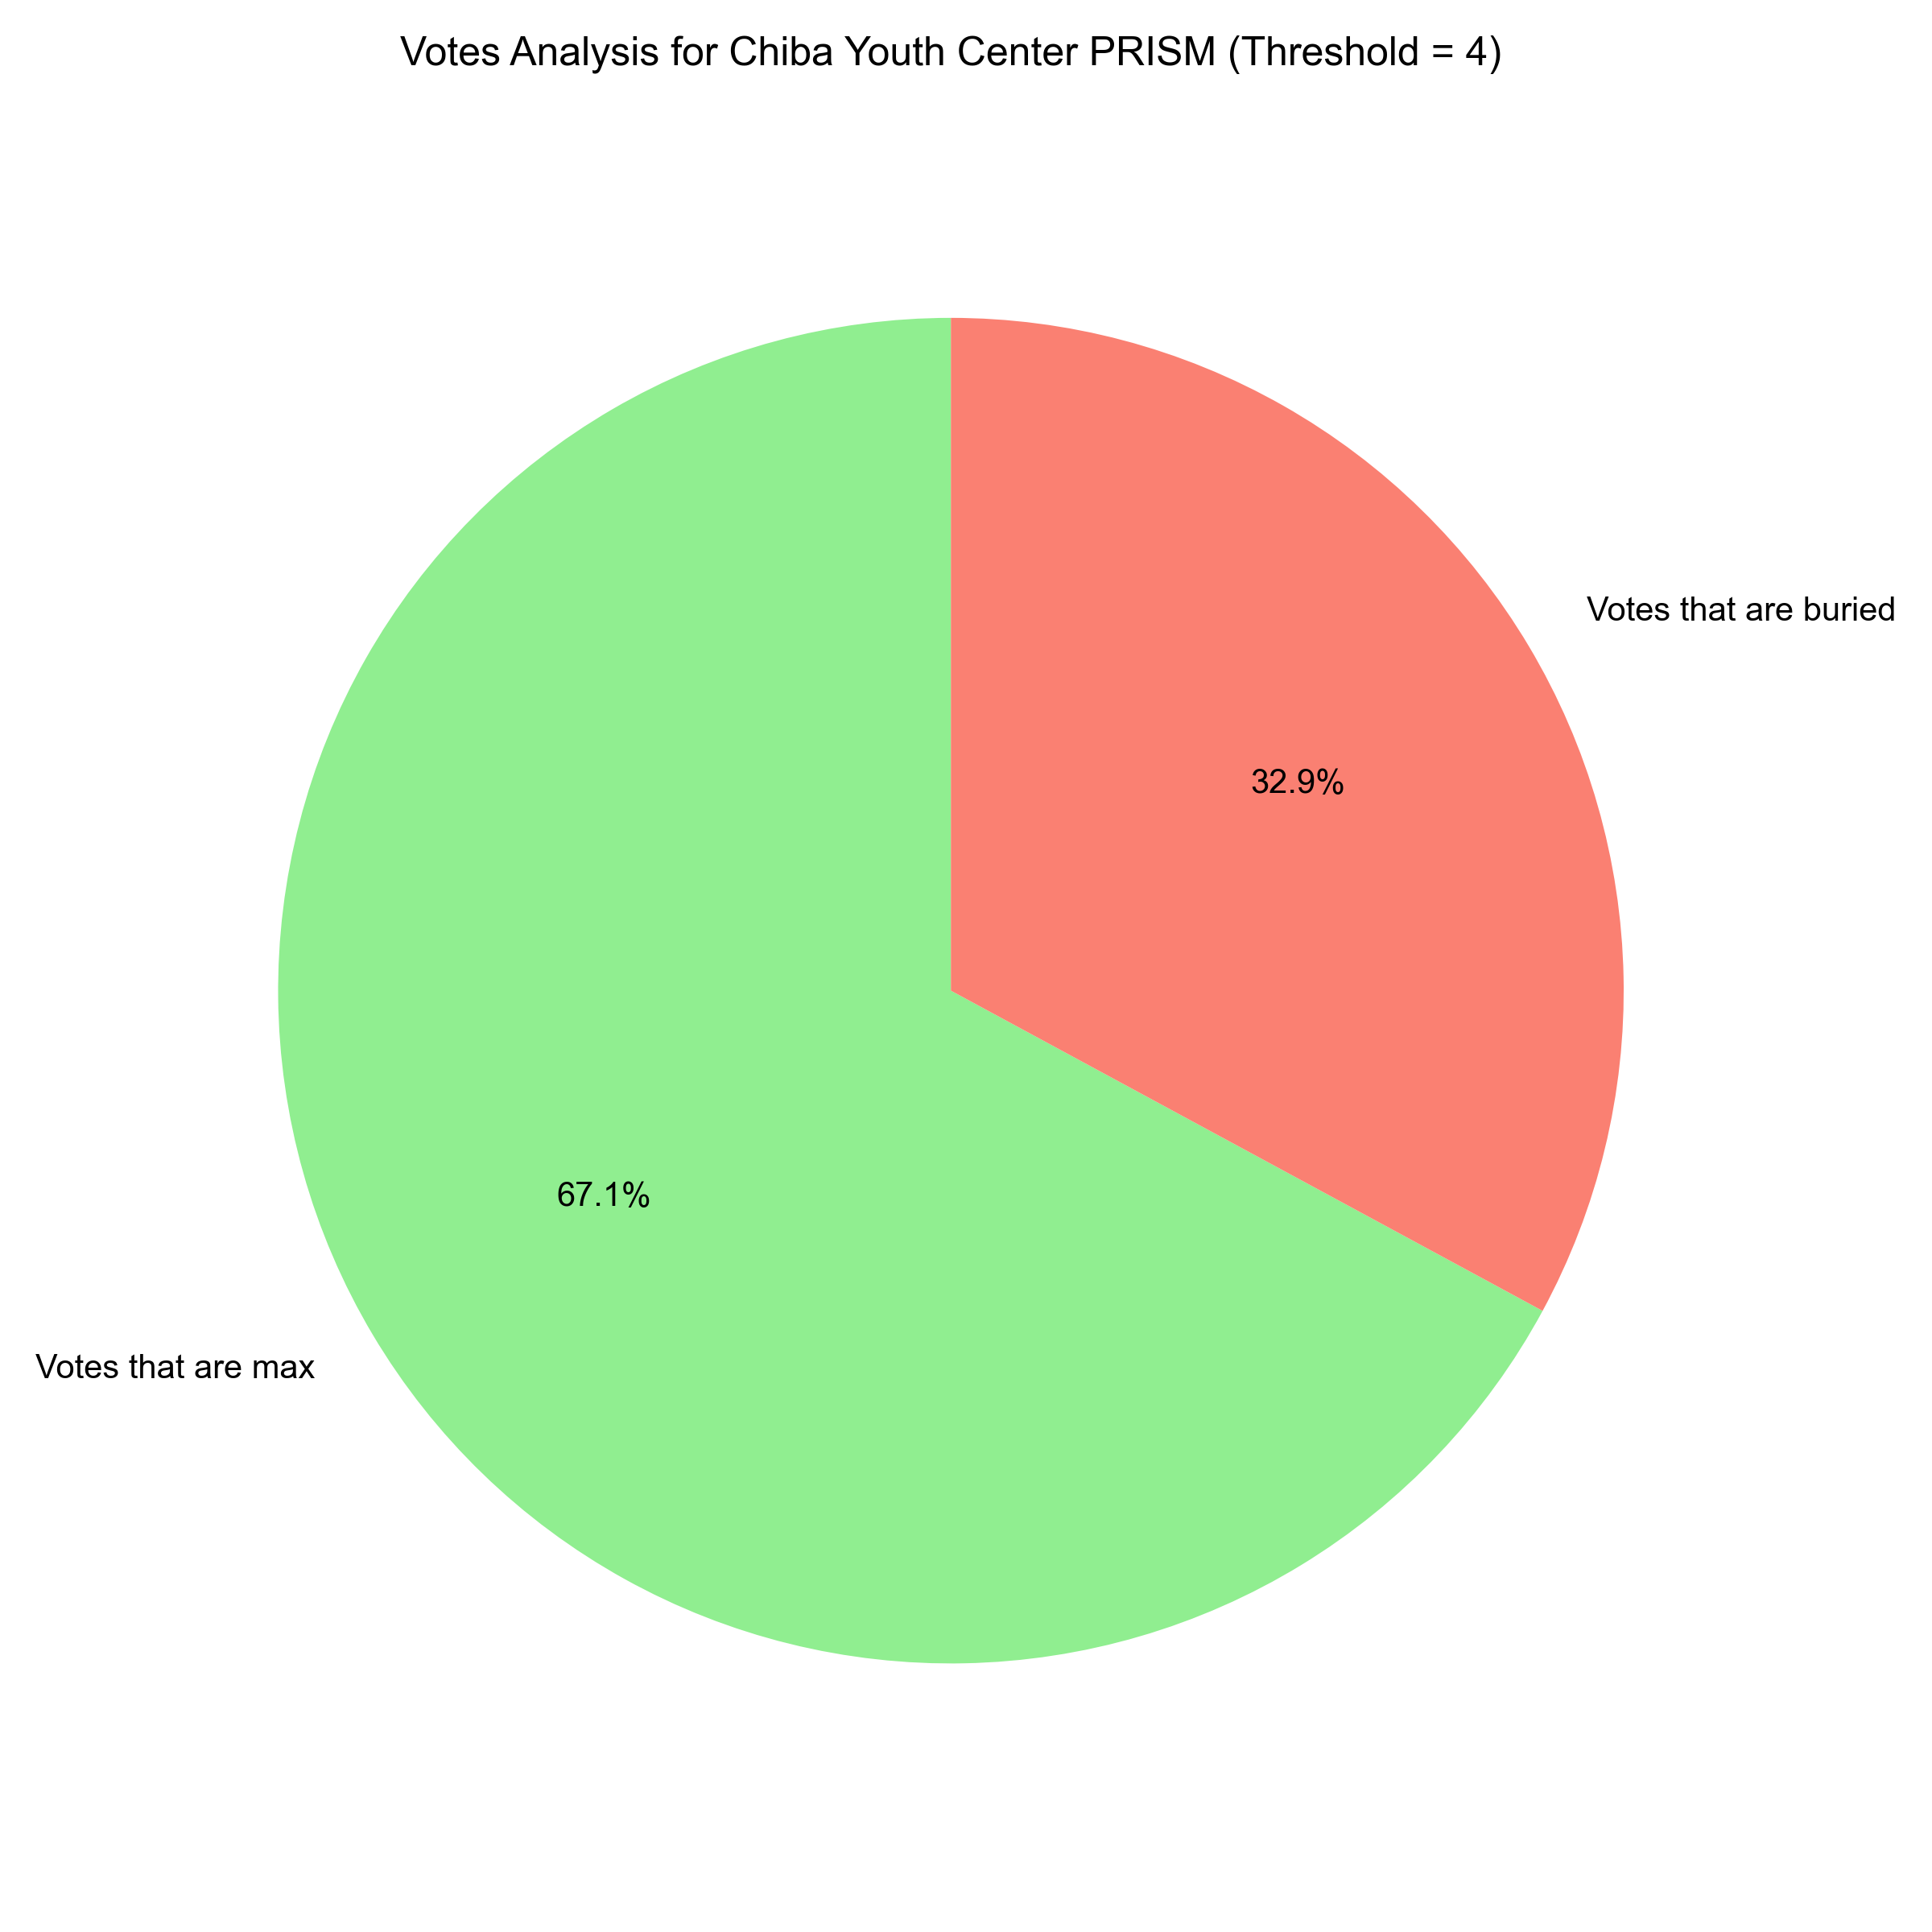 Votes Analysis for Chiba Youth Center PRISM (Threshold = 4)
Votes that are buried
32.9%
67.1%
Votes that are max